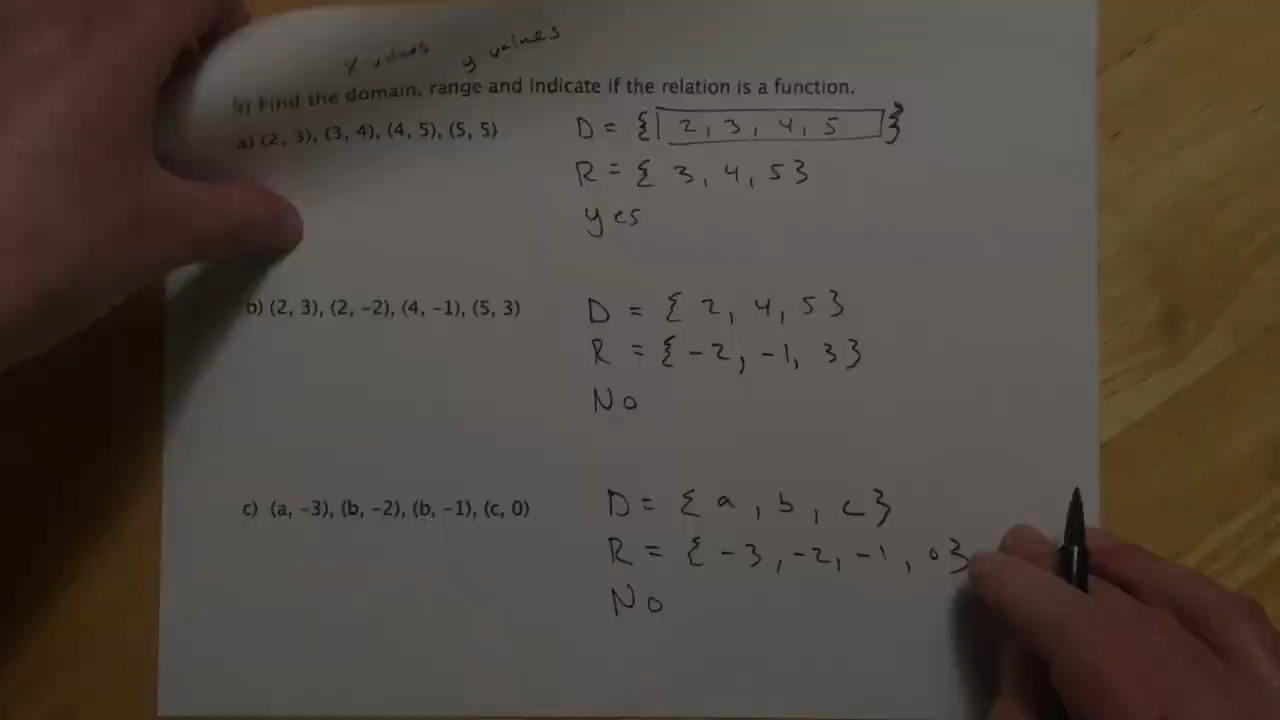 x values y values
b) Find the domain, range and indicate if the relation is a function.
a) (2, 3), (3, 4), (4, 5), (5, 5)
D = { 2, 3, 4, 5 }
R = { 3, 4, 5 }
yes
b) (2, 3), (2, -2), (4, -1), (5, 3)
D = { 2, 4, 5 }
R = { -2, -1, 3 }
No
c) (a, -3), (b, -2), (b, -1), (c, 0)
D = { a, b, c }
R = { -3, -2, -1, 0 }
No